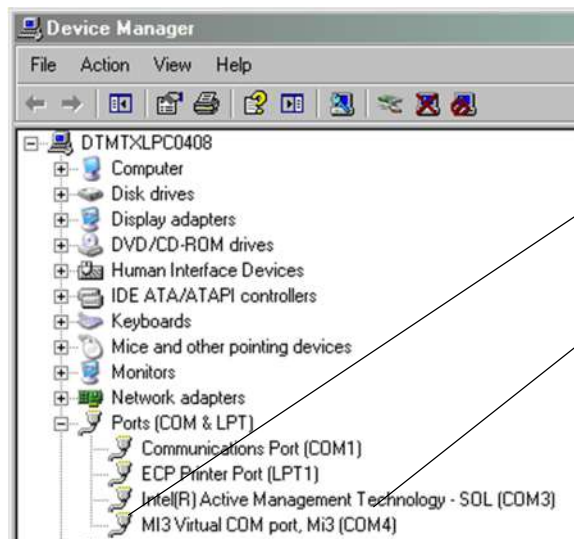 Device Manager
File Action View Help
DTMTXLPC0408
Computer
Disk drives
Display adapters
DVD/CD-ROM drives
Human Interface Devices
IDE ATA/ATAPI controllers
Keyboards
Mice and other pointing devices
Monitors
Network adapters
Ports (COM & LPT)
Communications Port (COM1)
ECP Printer Port (LPT1)
Intel(R) Active Management Technology - SOL (COM3)
MI3 Virtual COM port, Mi3 (COM4)